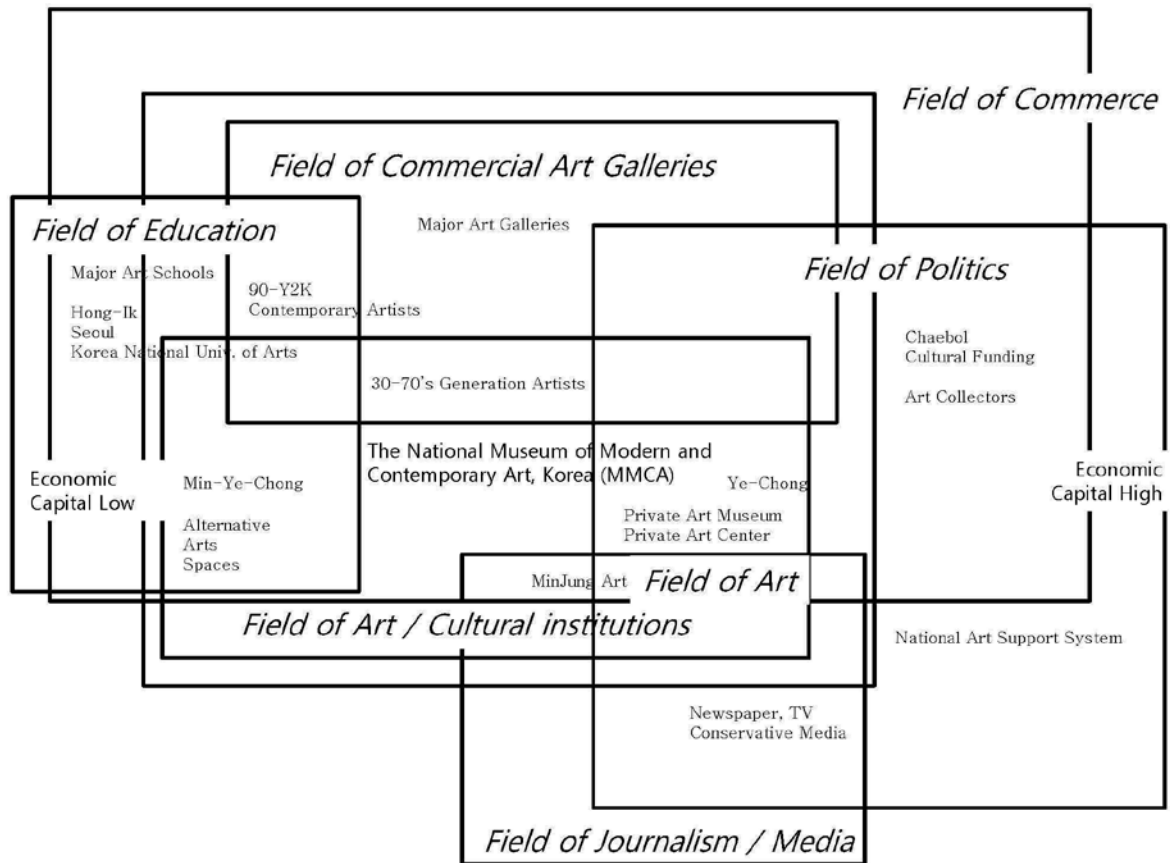 Field of Commerce
Field of Commercial Art Galleries
Major Art Galleries
Field of Education
Field of Politics
Major Art Schools
90-Y2K
Contemporary Artists
Hong-Ik
Seoul
Korea National Univ. of Arts
Chaebol
Cultural Funding
30-70's Generation Artists
Art Collectors
The National Museum of Modern and
Contemporary Art, Korea (MMCA)
Economic
Capital Low
Min-Ye-Chong
Ye-Chong
Economic
Capital High
Alternative
Arts
Spaces
Private Art Museum
Private Art Center
MinJung Art
Field of Art
Field of Art / Cultural institutions
National Art Support System
Newspaper, TV
Conservative Media
Field of Journalism / Media